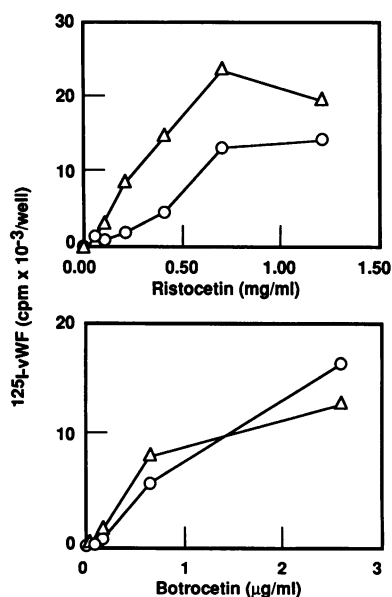 30
20
10
0
0.00 0.50 1.00 1.50
Ristocetin (mg/ml)
125I-vWF (cpm x 10-3/well)
20
10
0
0 1 2 3
Botrocetin (μg/ml)